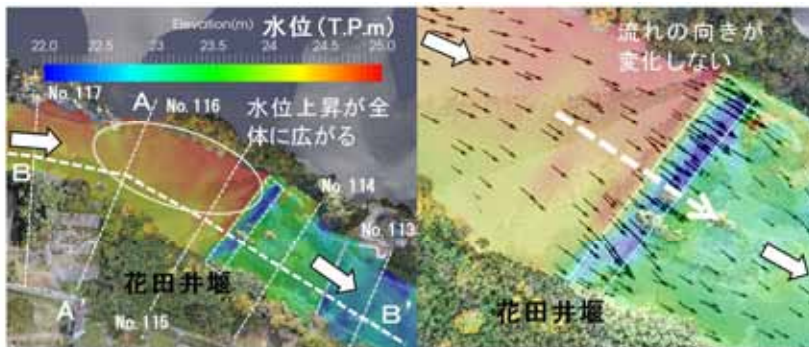 Elevation(m) 水位(T.P.m)
22.0 22.5 23 23.5 24 24.5 25.0
No.117
A
No.116
水位上昇が全
体に広がる
B
No.114
No.113
花田井堰
A'
No.115
B'
流れの向きが
変化しない
花田井堰